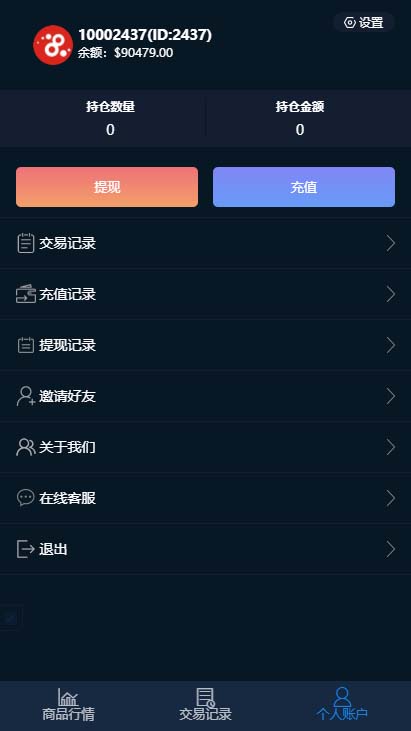 设置
10002437(ID:2437)
余额：$90479.00
持仓数量 持仓金额
0 0
提现 充值
交易记录
充值记录
提现记录
邀请好友
关于我们
在线客服
退出
商品行情 交易记录 个人账户